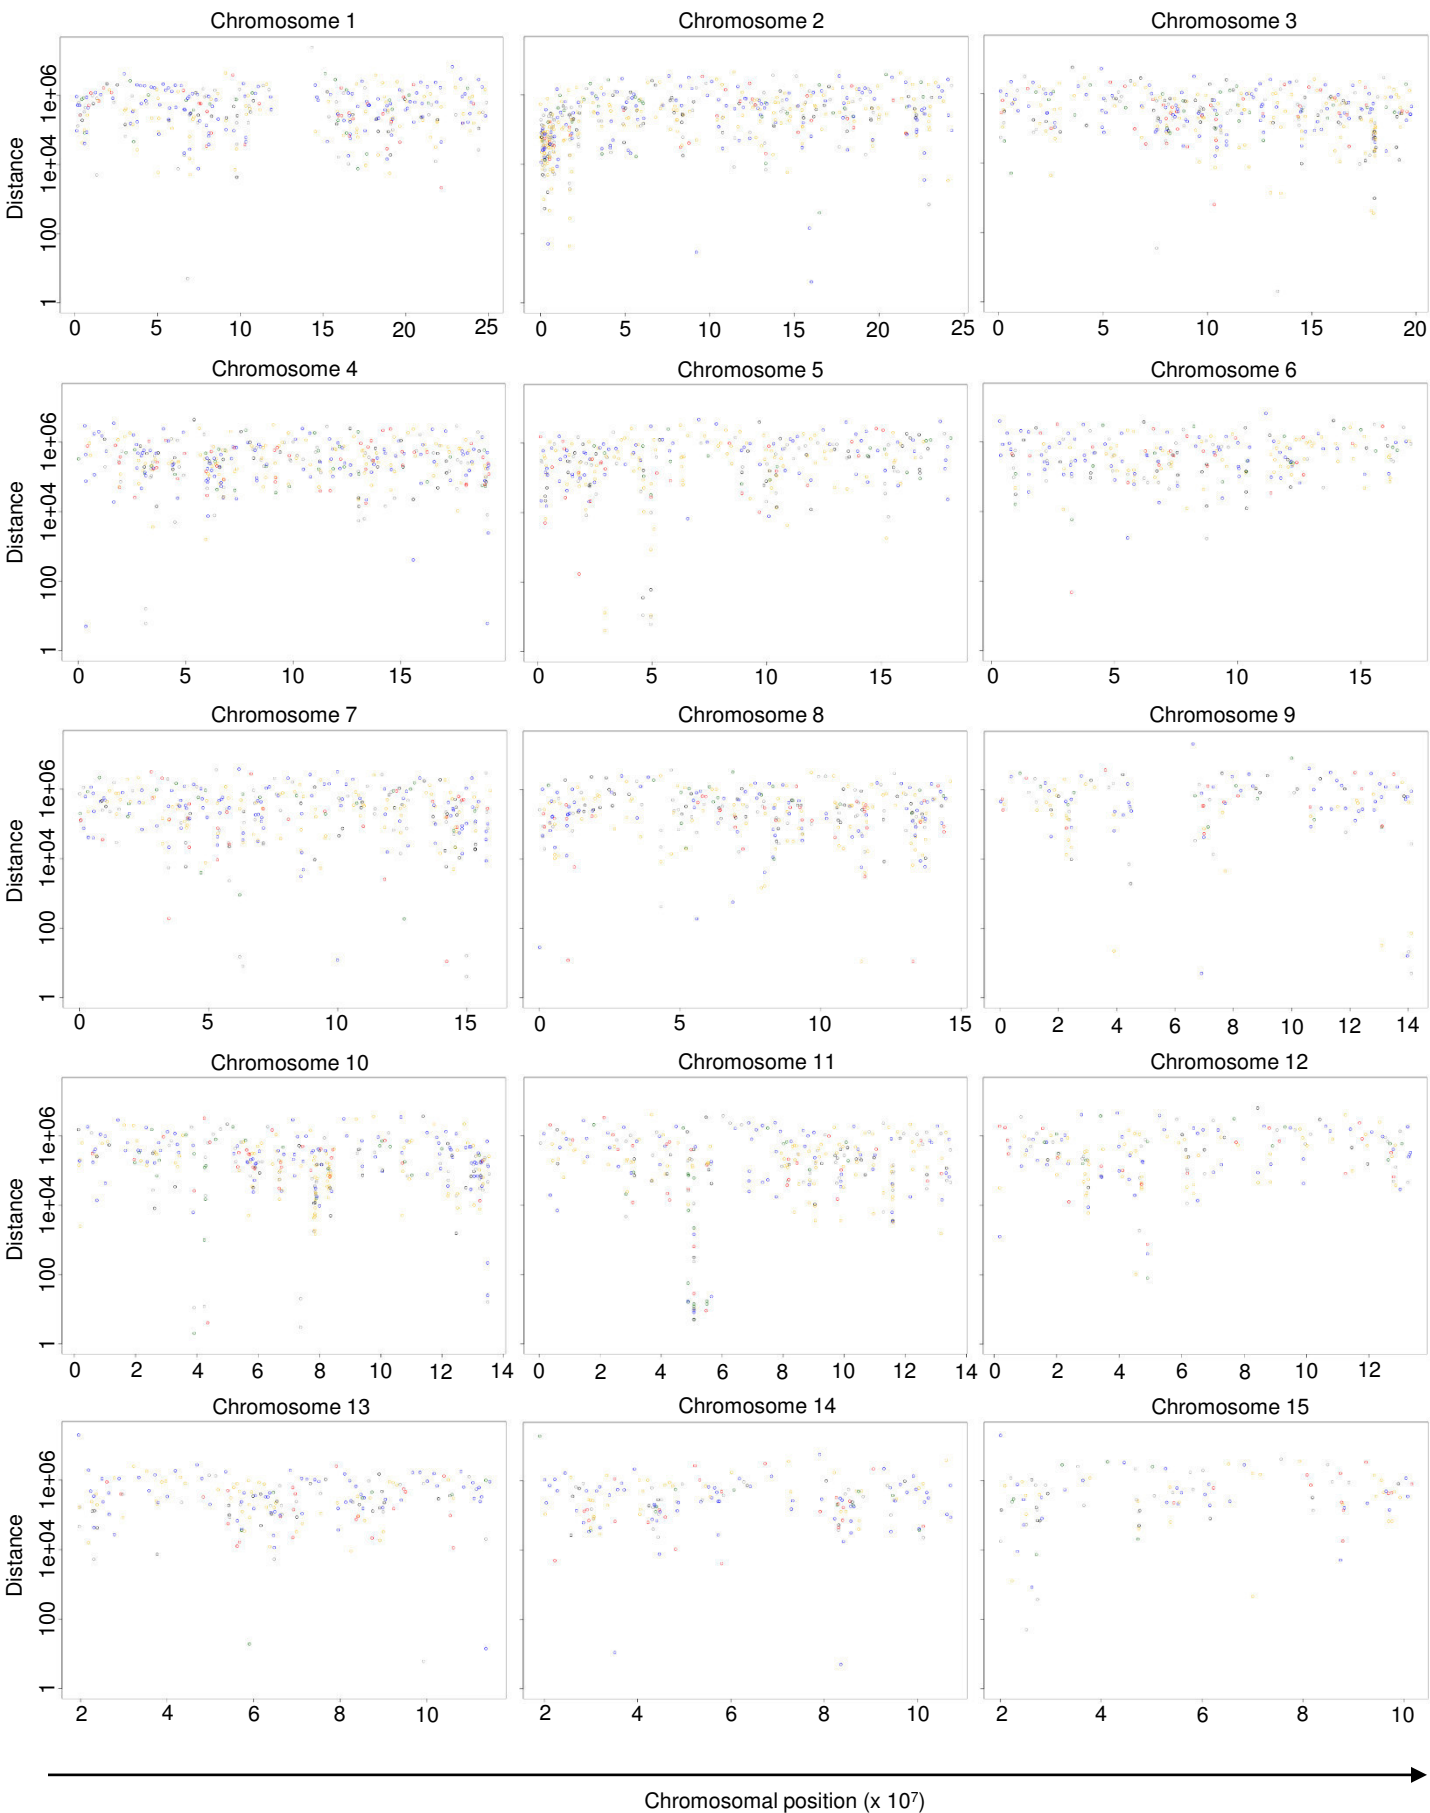 Chromosome 1 Chromosome 2 Chromosome 3
Distance
1e+06
1e+04
100
1
0 5 10 15 20 25 0 5 10 15 20 25 0 5 10 15 20
Chromosome 4 Chromosome 5 Chromosome 6
Distance
1e+06
1e+04
100
1
0 5 10 15 0 5 10 15 0 5 10 15
Chromosome 7 Chromosome 8 Chromosome 9
Distance
1e+06
1e+04
100
1
0 5 10 15 0 5 10 15 0 2 4 6 8 10 12 14
Chromosome 10 Chromosome 11 Chromosome 12
Distance
1e+06
1e+04
100
1
0 2 4 6 8 10 12 14 0 2 4 6 8 10 12 14 0 2 4 6 8 10 12
Chromosome 13 Chromosome 14 Chromosome 15
Distance
1e+06
1e+04
100
1
2 4 6 8 10 2 4 6 8 10 2 4 6 8 10
Chromosomal position (x 10⁷)